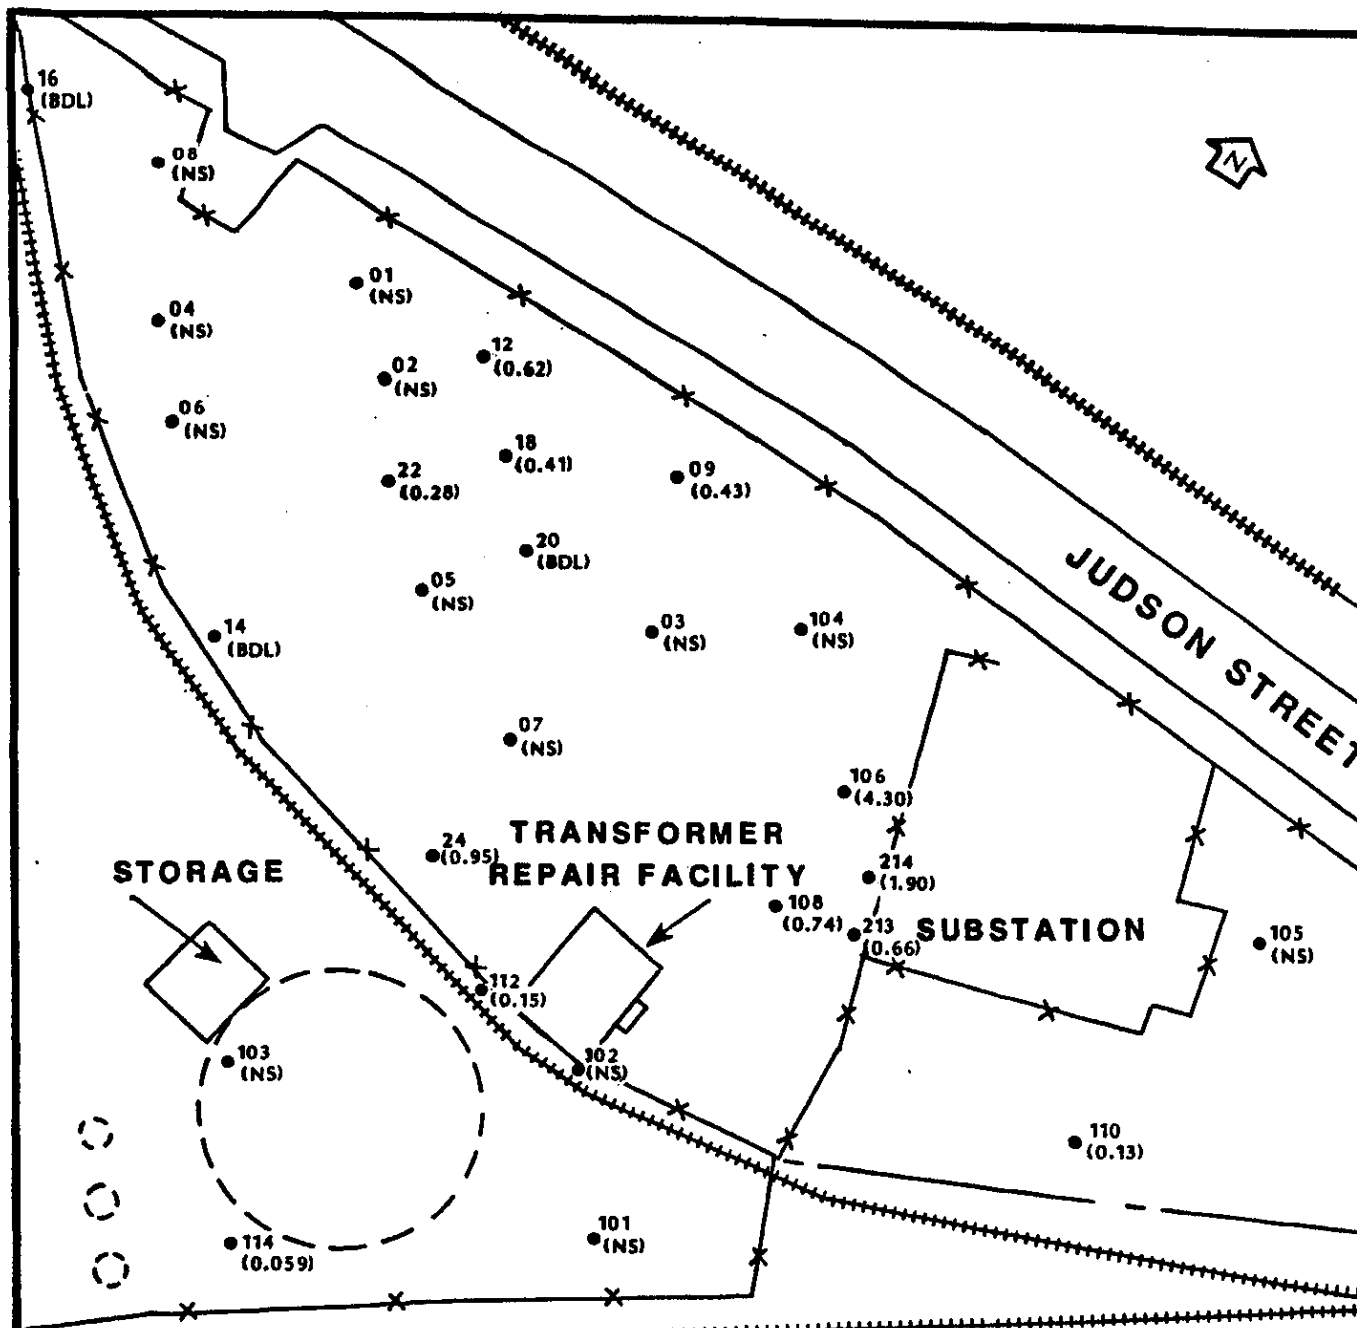 16
(BDL)
08
(NS)
N
01
(NS)
04
(NS)
12
(0.62)
02
(NS)
06
(NS)
18
(0.41)
22
(0.28)
09
(0.43)
20
(BDL)
05
(NS)
JUDSON STREET
14
(BDL)
03
(NS)
104
(NS)
07
(NS)
106
(4.30)
TRANSFORMER
REPAIR FACILITY
24
(0.95)
STORAGE
214
(1.90)
108
(0.74)
213
(0.66)
SUBSTATION
105
(NS)
112
(0.15)
103
(NS)
102
(NS)
110
(0.13)
114
(0.059)
101
(NS)